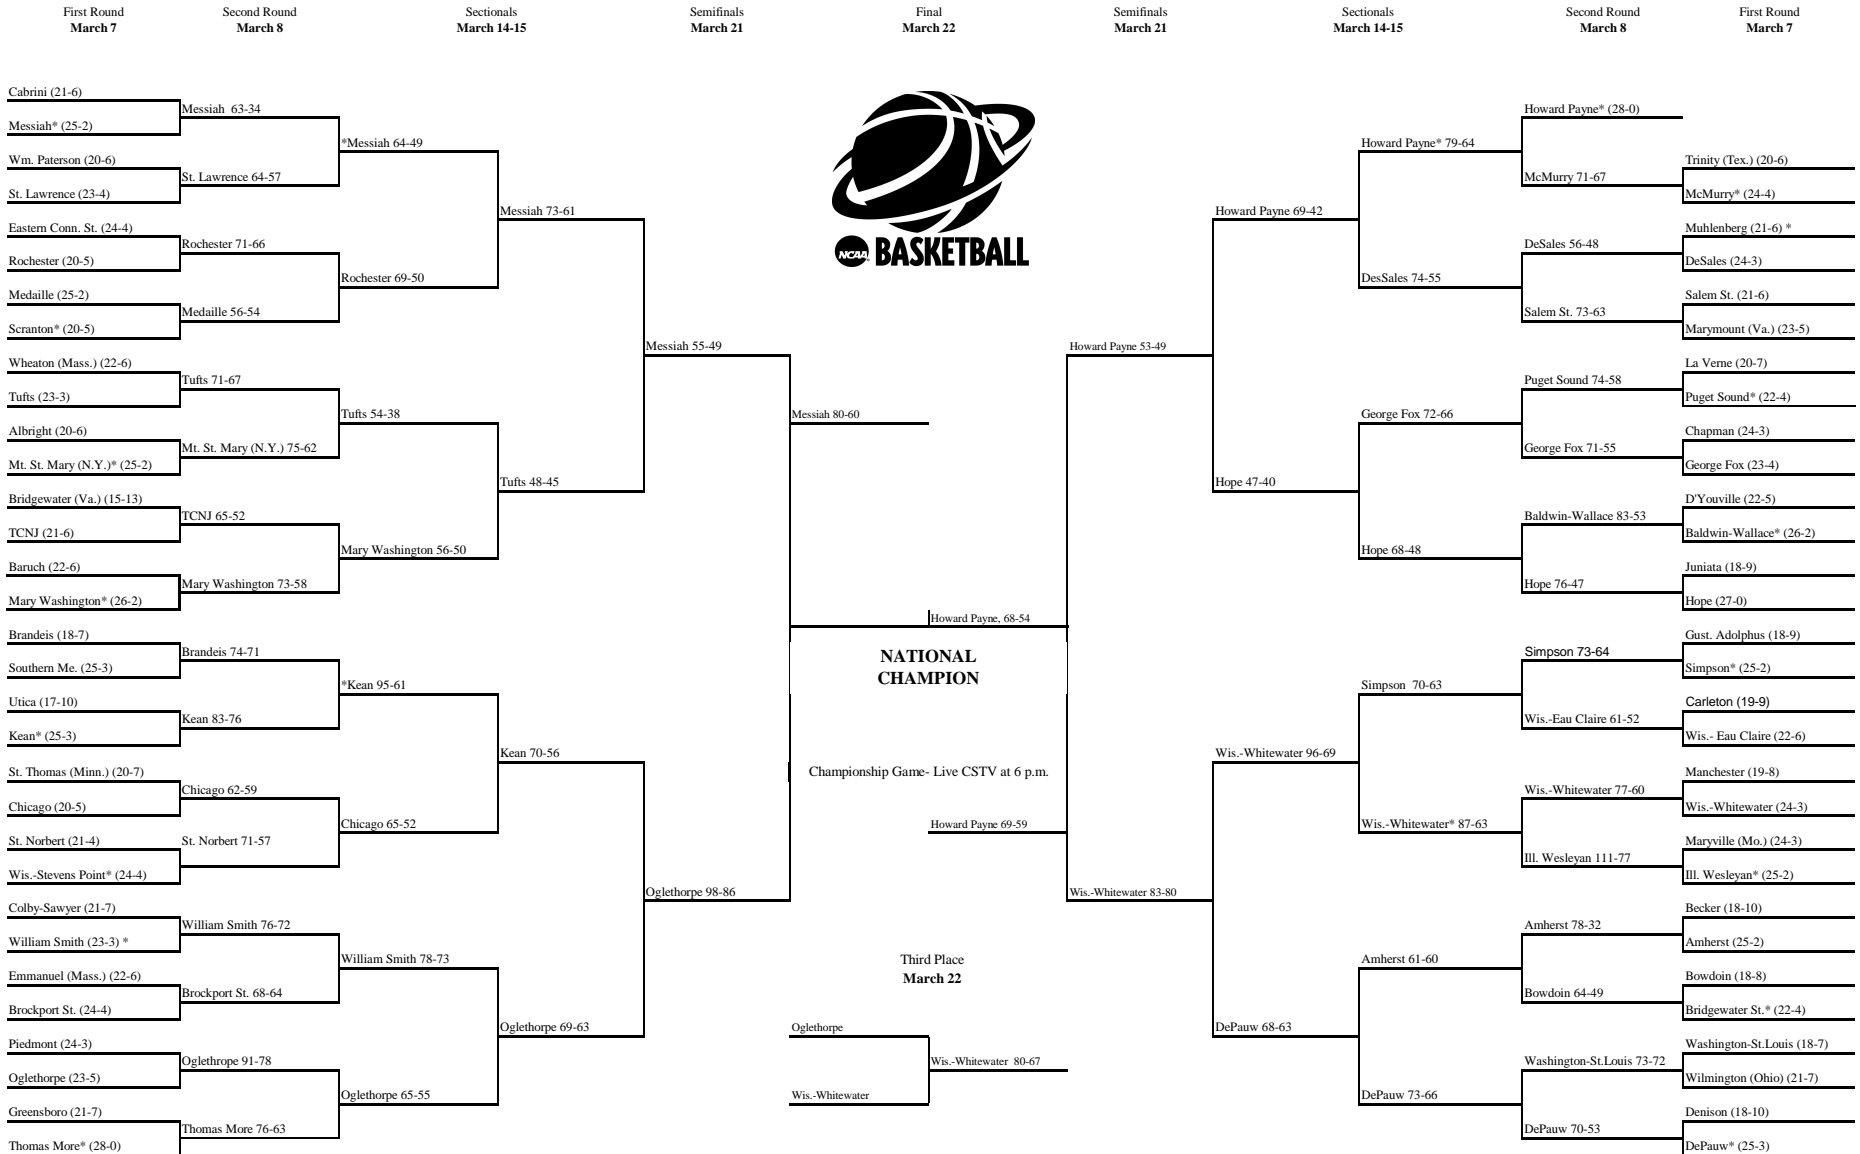 First Round
March 7
Second Round
March 8
Sectionals
March 14-15
Semifinals
March 21
Final
March 22
Semifinals
March 21
Sectionals
March 14-15
Second Round
March 8
First Round
March 7
Cabrini (21-6)
Messiah* (25-2)
Wm. Paterson (20-6)
St. Lawrence (23-4)
Eastern Conn. St. (24-4)
Rochester (20-5)
Medaille (25-2)
Scranton* (20-5)
Wheaton (Mass.) (22-6)
Tufts (23-3)
Albright (20-6)
Mt. St. Mary (N.Y.)* (25-2)
Bridgewater (Va.) (15-13)
TCNJ (21-6)
Baruch (22-6)
Mary Washington* (26-2)
Brandeis (18-7)
Southern Me. (25-3)
Utica (17-10)
Kean* (25-3)
St. Thomas (Minn.) (20-7)
Chicago (20-5)
St. Norbert (21-4)
Wis.-Stevens Point* (24-4)
Colby-Sawyer (21-7)
William Smith (23-3) *
Emmanuel (Mass.) (22-6)
Brockport St. (24-4)
Piedmont (24-3)
Oglethorpe (23-5)
Greensboro (21-7)
Thomas More* (28-0)
Messiah  63-34
St. Lawrence 64-57
Rochester 71-66
Medaille 56-54
Tufts 71-67
Mt. St. Mary (N.Y.) 75-62
TCNJ 65-52
Mary Washington 73-58
Brandeis 74-71
Kean 83-76
Chicago 62-59
St. Norbert 71-57
William Smith 76-72
Brockport St. 68-64
Oglethrope 91-78
Thomas More 76-63
*Messiah 64-49
Rochester 69-50
Tufts 54-38
Mary Washington 56-50
*Kean 95-61
Chicago 65-52
William Smith 78-73
Oglethorpe 65-55
Messiah 73-61
Tufts 48-45
Kean 70-56
Oglethorpe 69-63
Messiah 55-49
Oglethorpe 98-86
Messiah 80-60
NCAA BASKETBALL
Howard Payne, 68-54
NATIONAL
CHAMPION
Championship Game- Live CSTV at 6 p.m.
Howard Payne 69-59
Third Place
March 22
Oglethorpe
Wis.-Whitewater
Wis.-Whitewater  80-67
Howard Payne 53-49
Wis.-Whitewater 83-80
Howard Payne 69-42
Hope 47-40
Wis.-Whitewater 96-69
DePauw 68-63
Howard Payne* 79-64
DesSales 74-55
George Fox 72-66
Hope 68-48
Simpson  70-63
Wis.-Whitewater* 87-63
Amherst 61-60
DePauw 73-66
Howard Payne* (28-0)
McMurry 71-67
DeSales 56-48
Salem St. 73-63
Puget Sound 74-58
George Fox 71-55
Baldwin-Wallace 83-53
Hope 76-47
Simpson 73-64
Wis.-Eau Claire 61-52
Wis.-Whitewater 77-60
Ill. Wesleyan 111-77
Amherst 78-32
Bowdoin 64-49
Washington-St.Louis 73-72
DePauw 70-53
Trinity (Tex.) (20-6)
McMurry* (24-4)
Muhlenberg (21-6) *
DeSales (24-3)
Salem St. (21-6)
Marymount (Va.) (23-5)
La Verne (20-7)
Puget Sound* (22-4)
Chapman (24-3)
George Fox (23-4)
D'Youville (22-5)
Baldwin-Wallace* (26-2)
Juniata (18-9)
Hope (27-0)
Gust. Adolphus (18-9)
Simpson* (25-2)
Carleton (19-9)
Wis.- Eau Claire (22-6)
Manchester (19-8)
Wis.-Whitewater (24-3)
Maryville (Mo.) (24-3)
Ill. Wesleyan* (25-2)
Becker (18-10)
Amherst (25-2)
Bowdoin (18-8)
Bridgewater St.* (22-4)
Washington-St.Louis (18-7)
Wilmington (Ohio) (21-7)
Denison (18-10)
DePauw* (25-3)